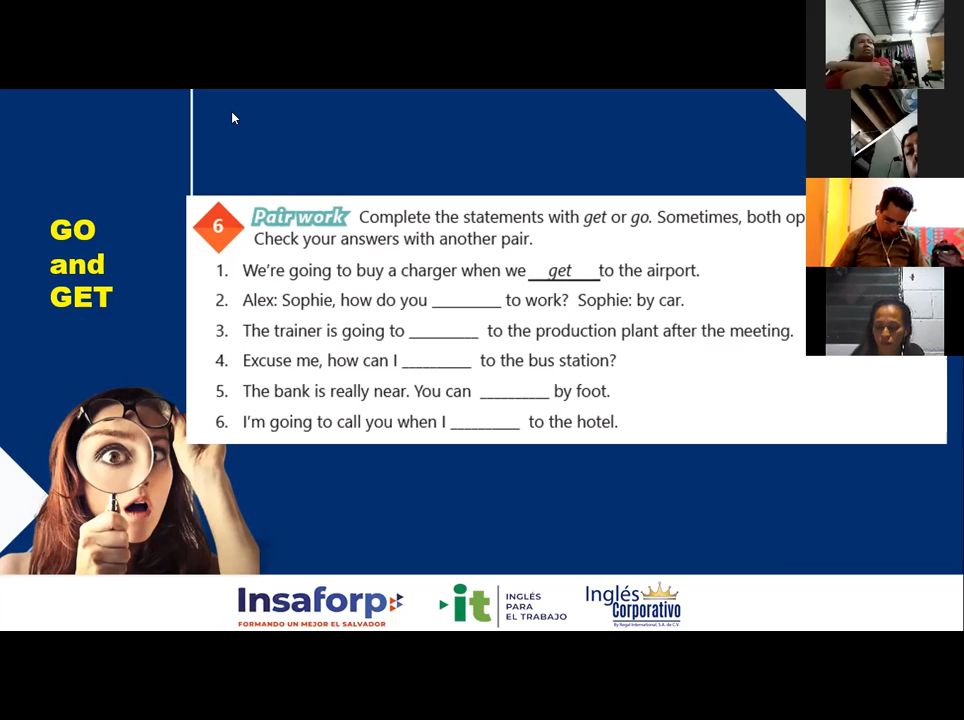 GO
and
GET
6
Pair work Complete the statements with get or go. Sometimes, both
Check your answers with another pair.
1. We're going to buy a charger when we __get__ to the airport.
2. Alex: Sophie, how do you ________ to work? Sophie: by car.
3. The trainer is going to ________ to the production plant after the meeting.
4. Excuse me, how can I ________ to the bus station?
5. The bank is really near. You can ________ by foot.
6. I'm going to call you when I ________ to the hotel.
Insaforp
FORMANDO UN MEJOR EL SALVADOR
it
INGLÉS
PARA
EL TRABAJO
Inglés
Corporativo
By Regal International, S.A. de C.V.